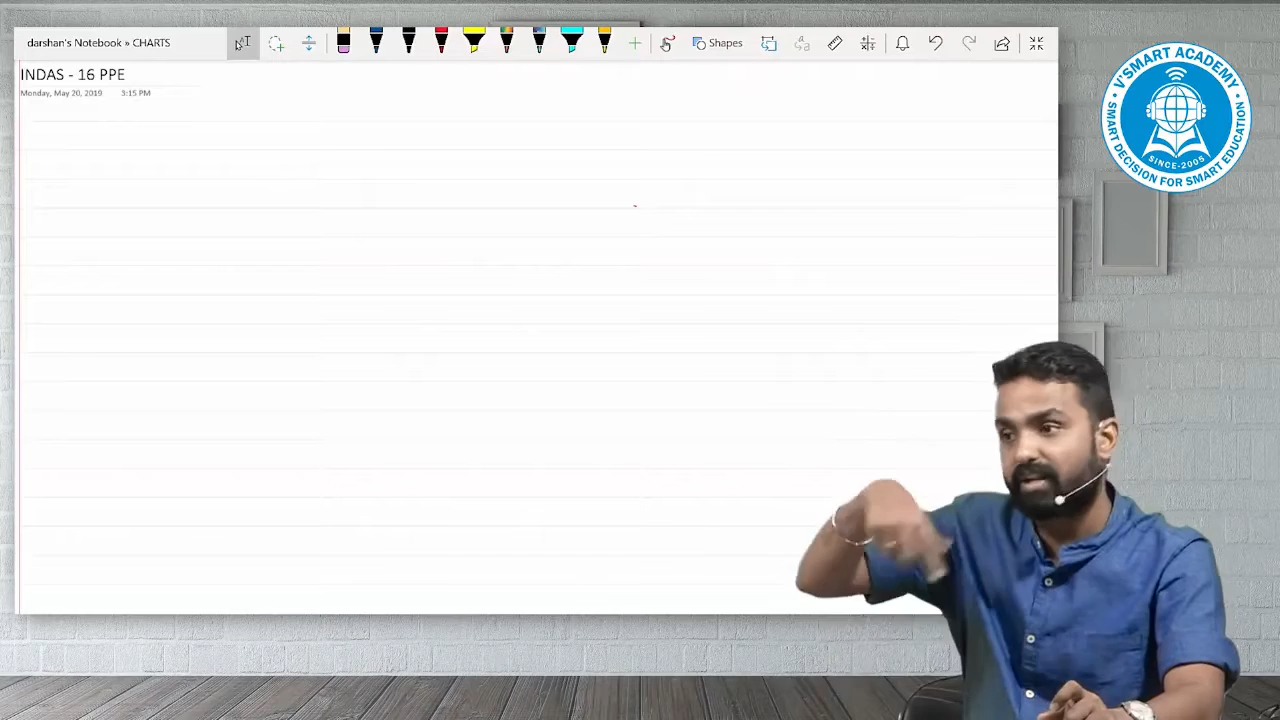 darshan's Notebook » CHARTS
Shapes
INDAS - 16 PPE
Monday, May 20, 2019 3:15 PM
V'SMART ACADEMY
SINCE-2005
SMART DECISION FOR SMART EDUCATION